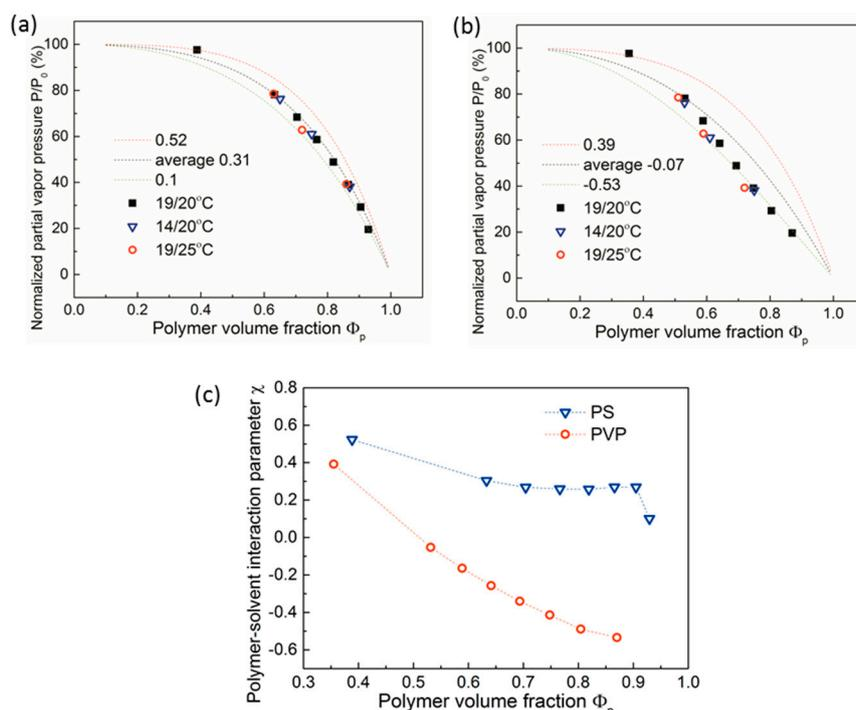 (a)
Normalized partial vapor pressure P/P₀ (%)
100
80
60
40
20
0
0.52
average 0.31
0.1
19/20°C
14/20°C
19/25°C
0.0 0.2 0.4 0.6 0.8 1.0
Polymer volume fraction Φₚ
(b)
Normalized partial vapor pressure P/P₀ (%)
100
80
60
40
20
0
0.39
average -0.07
-0.53
19/20°C
14/20°C
19/25°C
0.0 0.2 0.4 0.6 0.8 1.0
Polymer volume fraction Φₚ
(c)
Polymer-solvent interaction parameter χ
0.8
0.6
0.4
0.2
0.0
-0.2
-0.4
-0.6
PS
PVP
0.3 0.4 0.5 0.6 0.7 0.8 0.9 1.0
Polymer volume fraction Φₚ